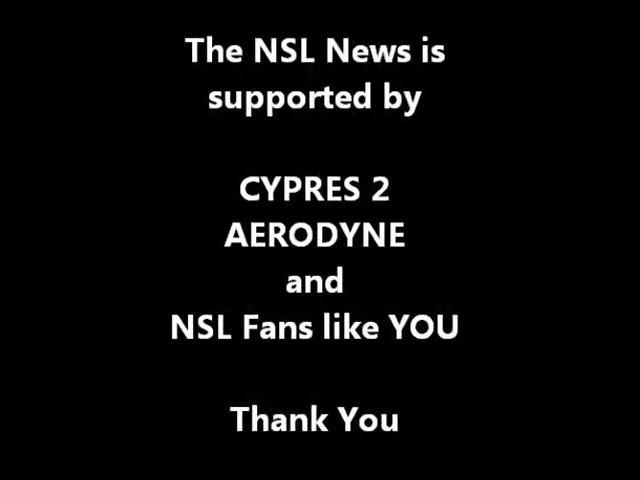 The NSL News is
supported by
CYPRES 2
AERODYNE
and
NSL Fans like YOU
Thank You